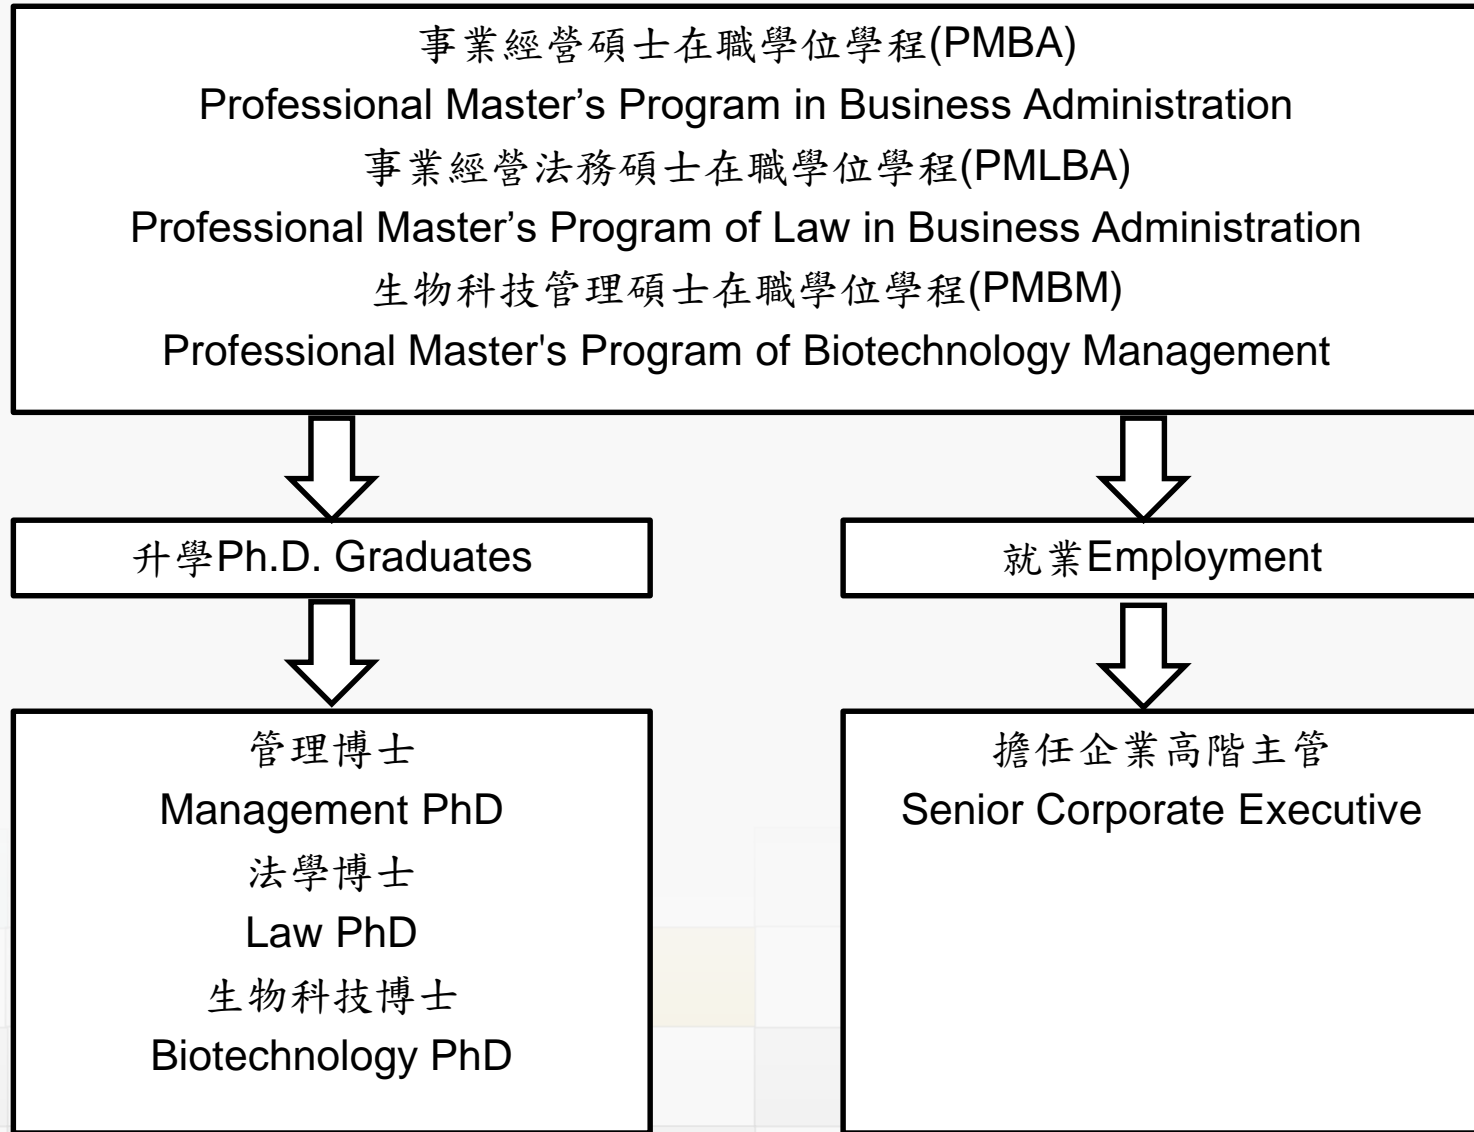 事業經營碩士在職學位學程(PMBA)
Professional Master’s Program in Business Administration
事業經營法務碩士在職學位學程(PMLBA)
Professional Master’s Program of Law in Business Administration
生物科技管理碩士在職學位學程(PMBM)
Professional Master's Program of Biotechnology Management
升學Ph.D. Graduates
就業Employment
管理博士
Management PhD
法學博士
Law PhD
生物科技博士
Biotechnology PhD
擔任企業高階主管
Senior Corporate Executive